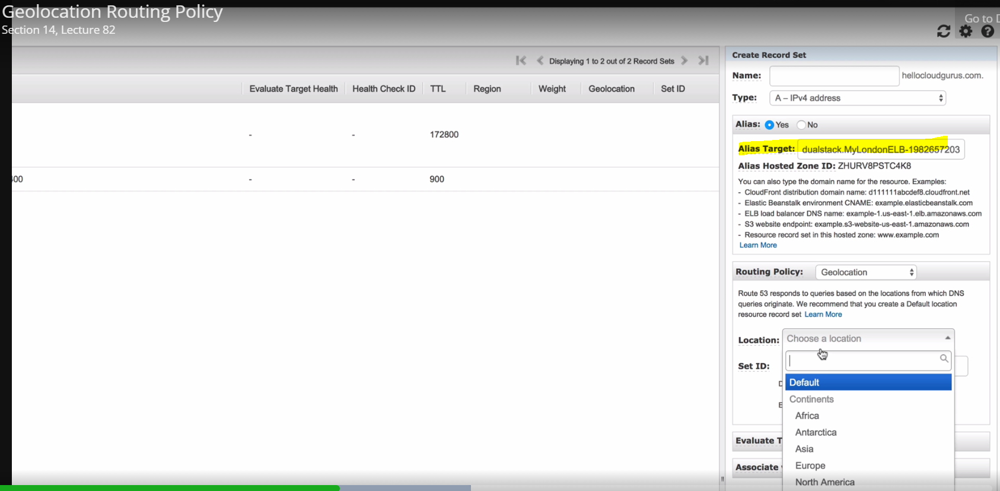 Geolocation Routing Policy
Section 14, Lecture 82
Go to
Displaying 1 to 2 out of 2 Record Sets
Evaluate Target Health Health Check ID TTL Region Weight Geolocation Set ID
- - 172800
00 - - 900
Create Record Set
Name: hellocloudgurus.com.
Type: A – IPv4 address
Alias: Yes No
Alias Target: dualstack.MyLondonELB-1982657203
Alias Hosted Zone ID: ZHURV8PSTC4K8
You can also type the domain name for the resource. Examples:
- CloudFront distribution domain name: d111111abcdef8.cloudfront.net
- Elastic Beanstalk environment CNAME: example.elasticbeanstalk.com
- ELB load balancer DNS name: example-1.us-east-1.elb.amazonaws.com
- S3 website endpoint: example.s3-website-us-east-1.amazonaws.com
- Resource record set in this hosted zone: www.example.com
Learn More
Routing Policy: Geolocation
Route 53 responds to queries based on the locations from which DNS
queries originate. We recommend that you create a Default location
resource record set Learn More
Location: Choose a location
Set ID:
Default
Continents
Africa
Antarctica
Asia
Europe
North America
Evaluate T
Associate